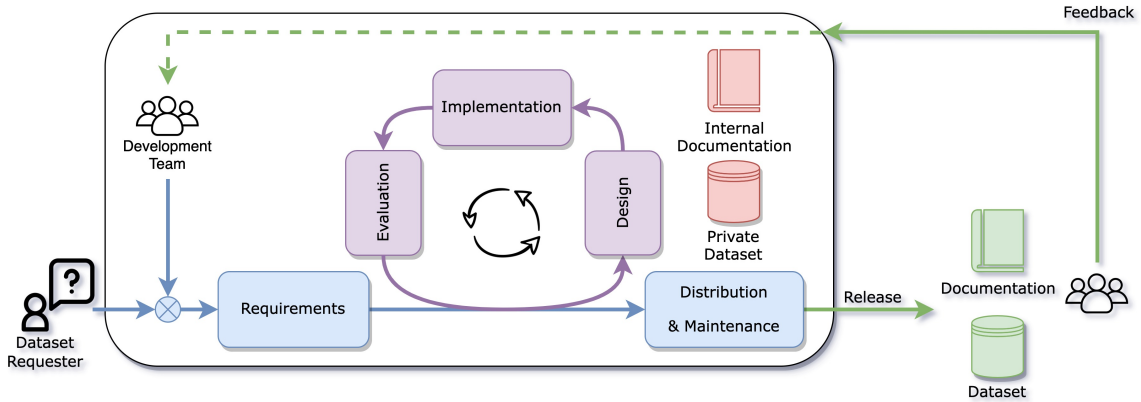 Feedback
Implementation
Internal
Documentation
Development
Team
Evaluation
Design
Private
Dataset
?
Dataset
Requester
Requirements
Distribution
& Maintenance
Release
Documentation
Dataset